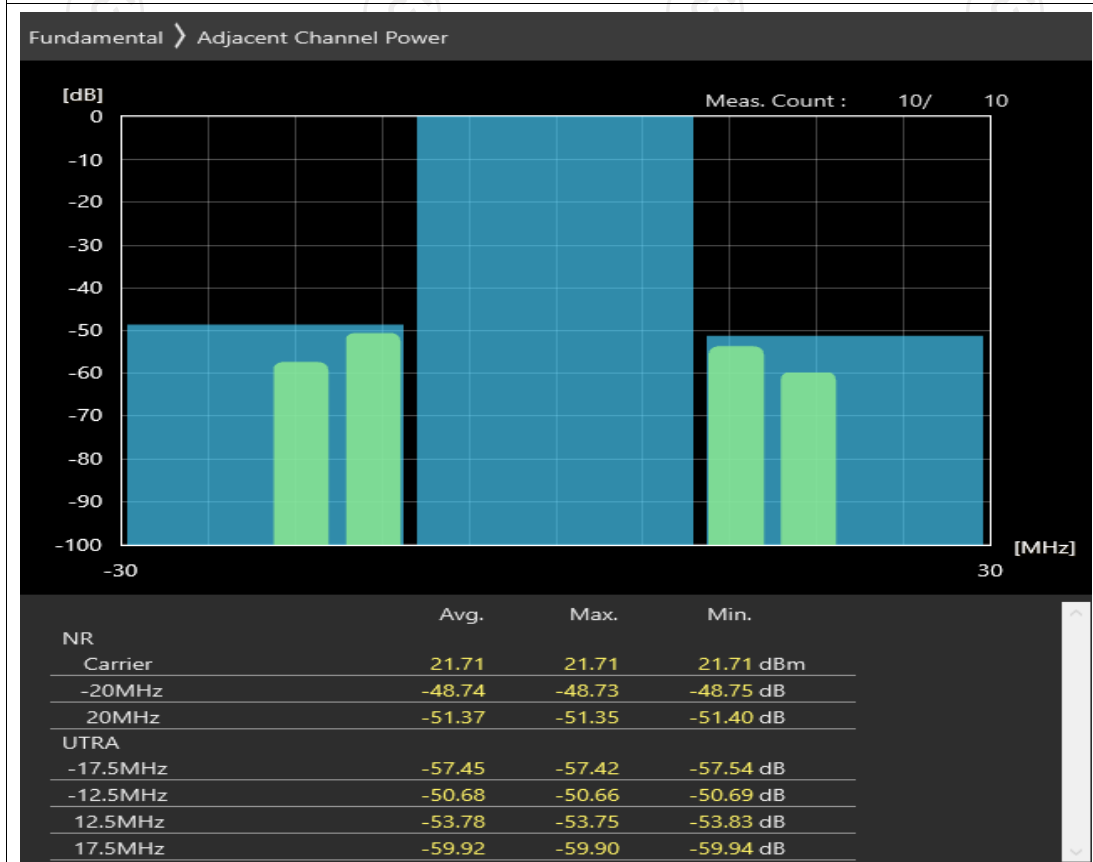 Fundamental ❭ Adjacent Channel Power
[dB]
Meas. Count : 10/ 10
0
-10
-20
-30
-40
-50
-60
-70
-80
-90
-100
[MHz]
-30 30
Avg. Max. Min.
NR
Carrier 21.71 21.71 21.71 dBm
-20MHz -48.74 -48.73 -48.75 dB
20MHz -51.37 -51.35 -51.40 dB
UTRA
-17.5MHz -57.45 -57.42 -57.54 dB
-12.5MHz -50.68 -50.66 -50.69 dB
12.5MHz -53.78 -53.75 -53.83 dB
17.5MHz -59.92 -59.90 -59.94 dB